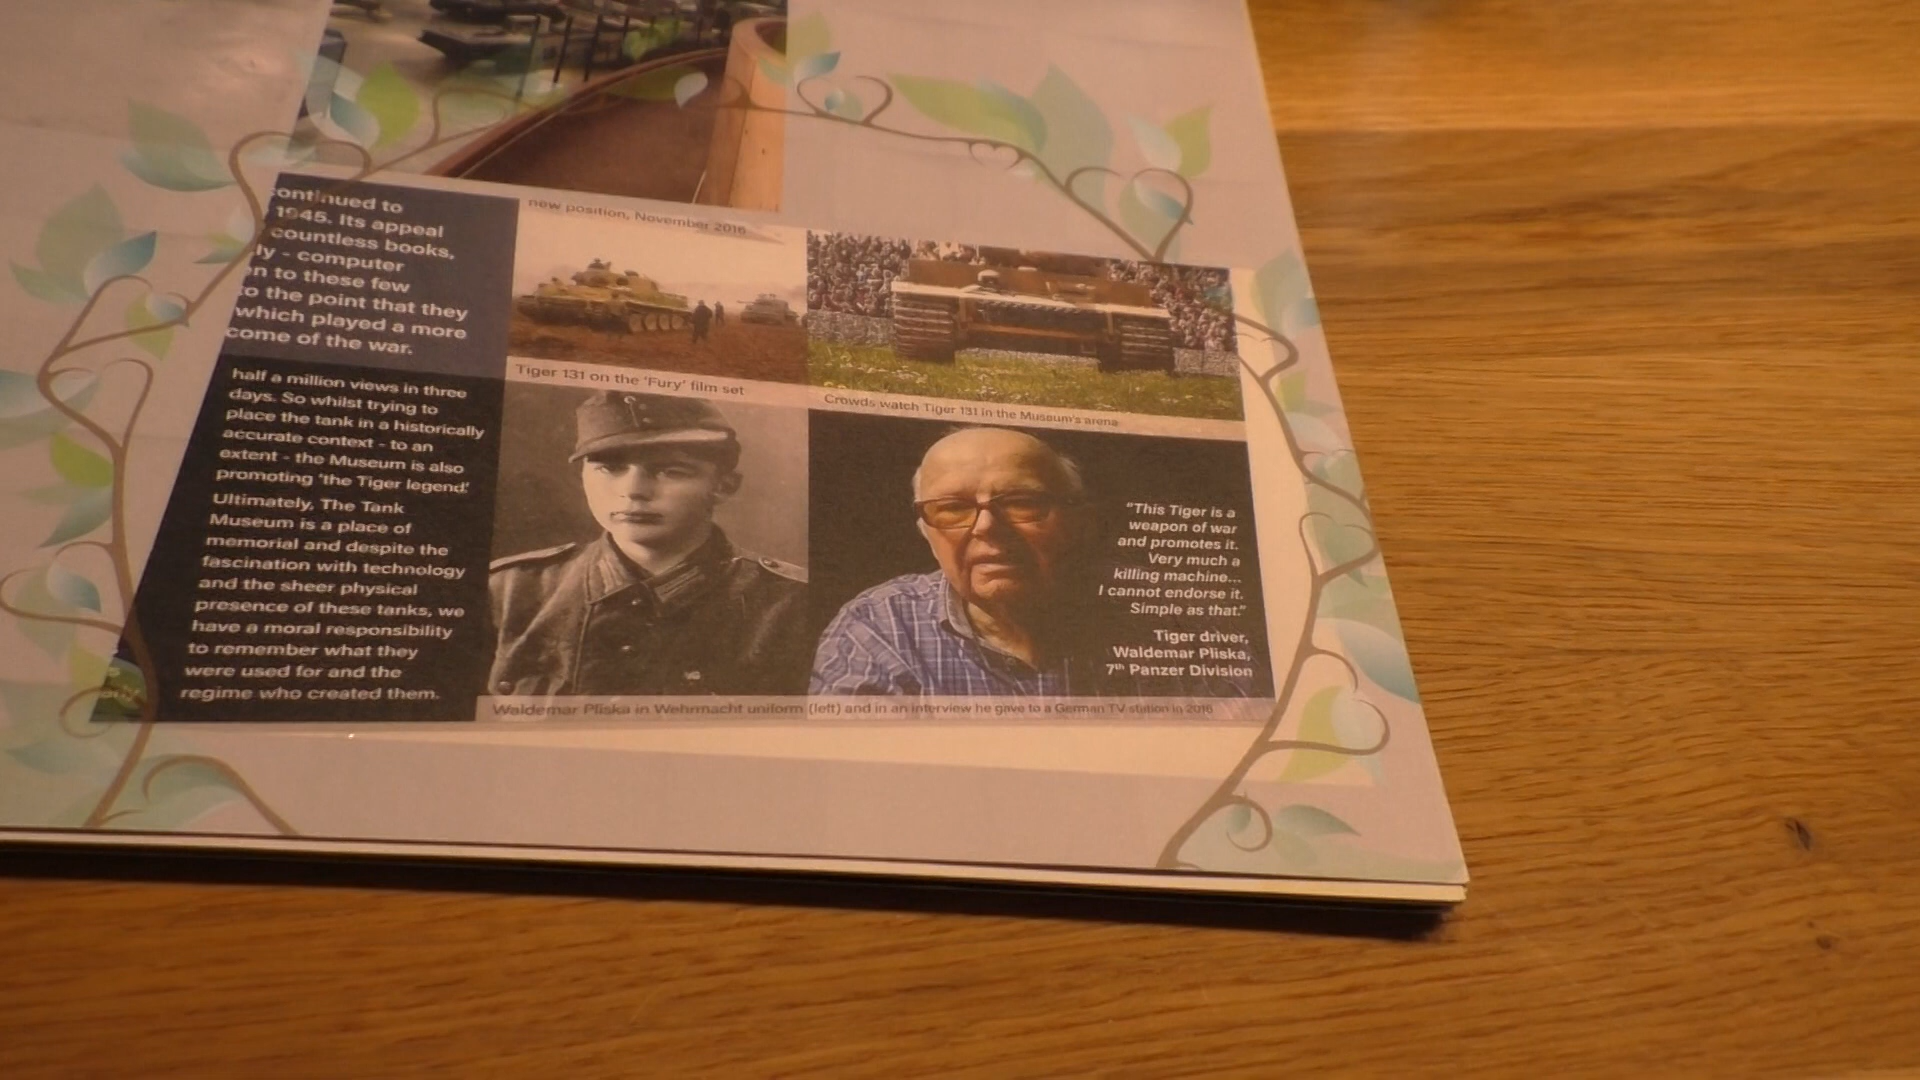 ontinued to
1945. Its appeal
countless books,
ly - computer
en to these few
to the point that they
which played a more
come of the war.
half a million views in three
days. So whilst trying to
place the tank in a historically
accurate context - to an
extent - the Museum is also
promoting 'the Tiger legend.'
Ultimately, The Tank
Museum is a place of
memorial and despite the
fascination with technology
and the sheer physical
presence of these tanks, we
have a moral responsibility
to remember what they
were used for and the
regime who created them.
new position, November 2016
Tiger 131 on the 'Fury' film set
Crowds watch Tiger 131 in the Museum's arena
"This Tiger is a
weapon of war
and promotes it.
Very much a
killing machine...
I cannot endorse it.
Simple as that."
Tiger driver,
Waldemar Pliska,
7th Panzer Division
Waldemar Pliska in Wehrmacht uniform (left) and in an interview he gave to a German TV station in 2016